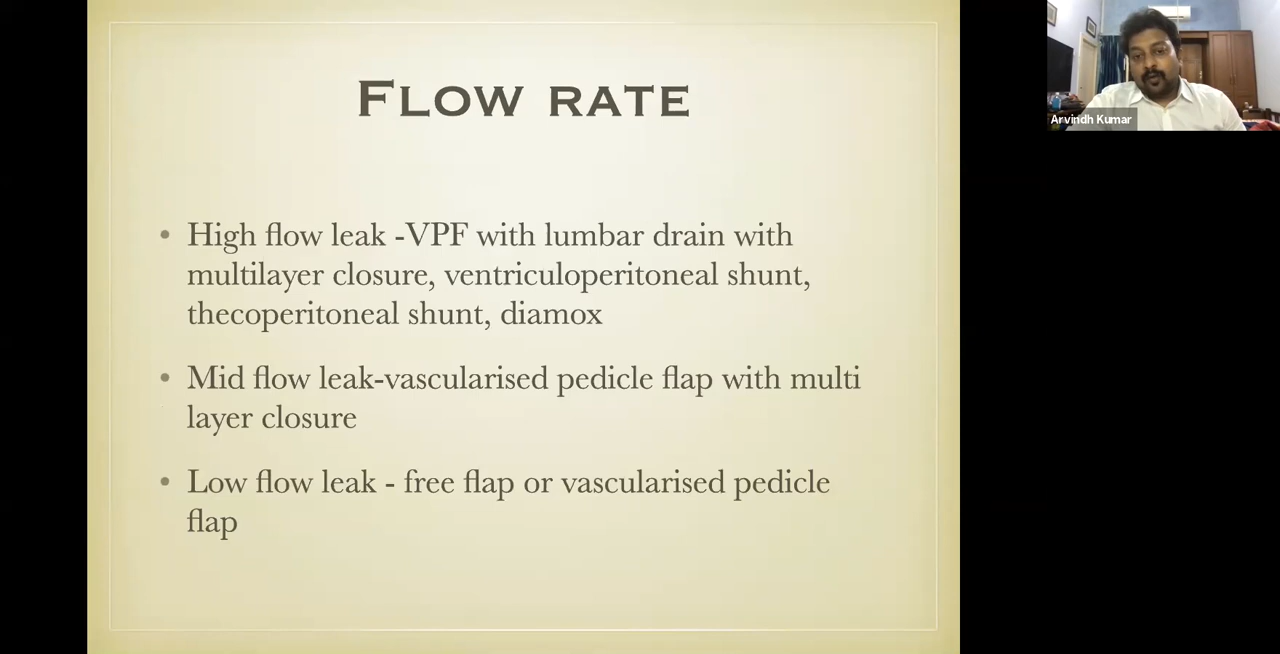 FLOW RATE
• High flow leak -VPF with lumbar drain with
multilayer closure, ventriculoperitoneal shunt,
thecoperitoneal shunt, diamox
• Mid flow leak-vascularised pedicle flap with multi
layer closure
• Low flow leak - free flap or vascularised pedicle
flap
Arvindh Kumar